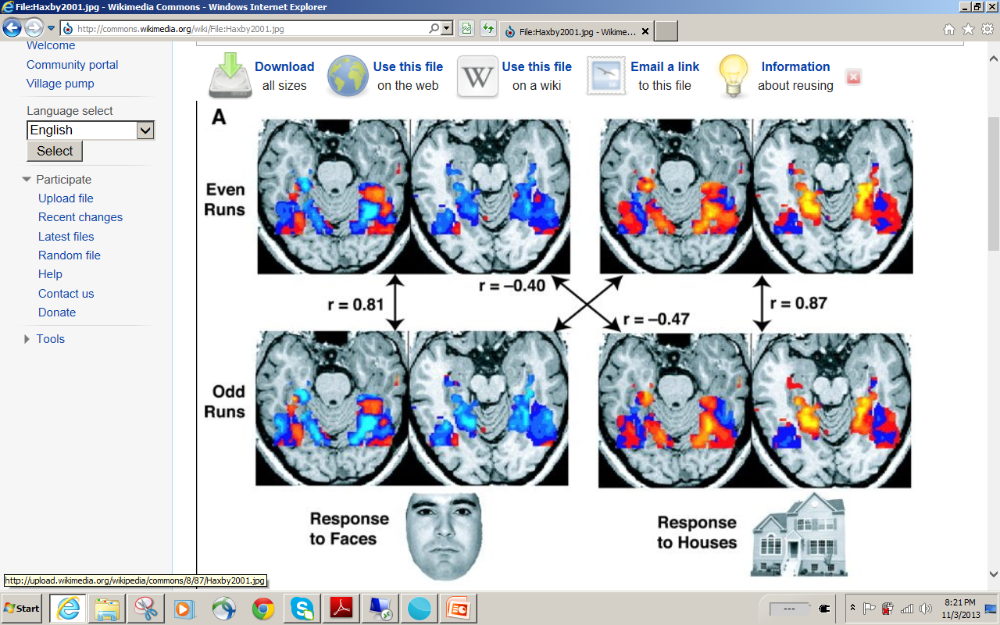 File:Haxby2001.jpg - Wikimedia Commons - Windows Internet Explorer
http://commons.wikimedia.org/wiki/File:Haxby2001.jpg
File:Haxby2001.jpg - Wikime...
Welcome
Community portal
Village pump
Language select
English
Select
Participate
Upload file
Recent changes
Latest files
Random file
Help
Contact us
Donate
Tools
Download
all sizes
Use this file
on the web
W
Use this file
on a wiki
Email a link
to this file
Information
about reusing
A
Even
Runs
r = 0.81
r = –0.40
r = –0.47
r = 0.87
Odd
Runs
Response
to Faces
Response
to Houses
http://upload.wikimedia.org/wikipedia/commons/8/87/Haxby2001.jpg
Start
---
8:21 PM
11/3/2013